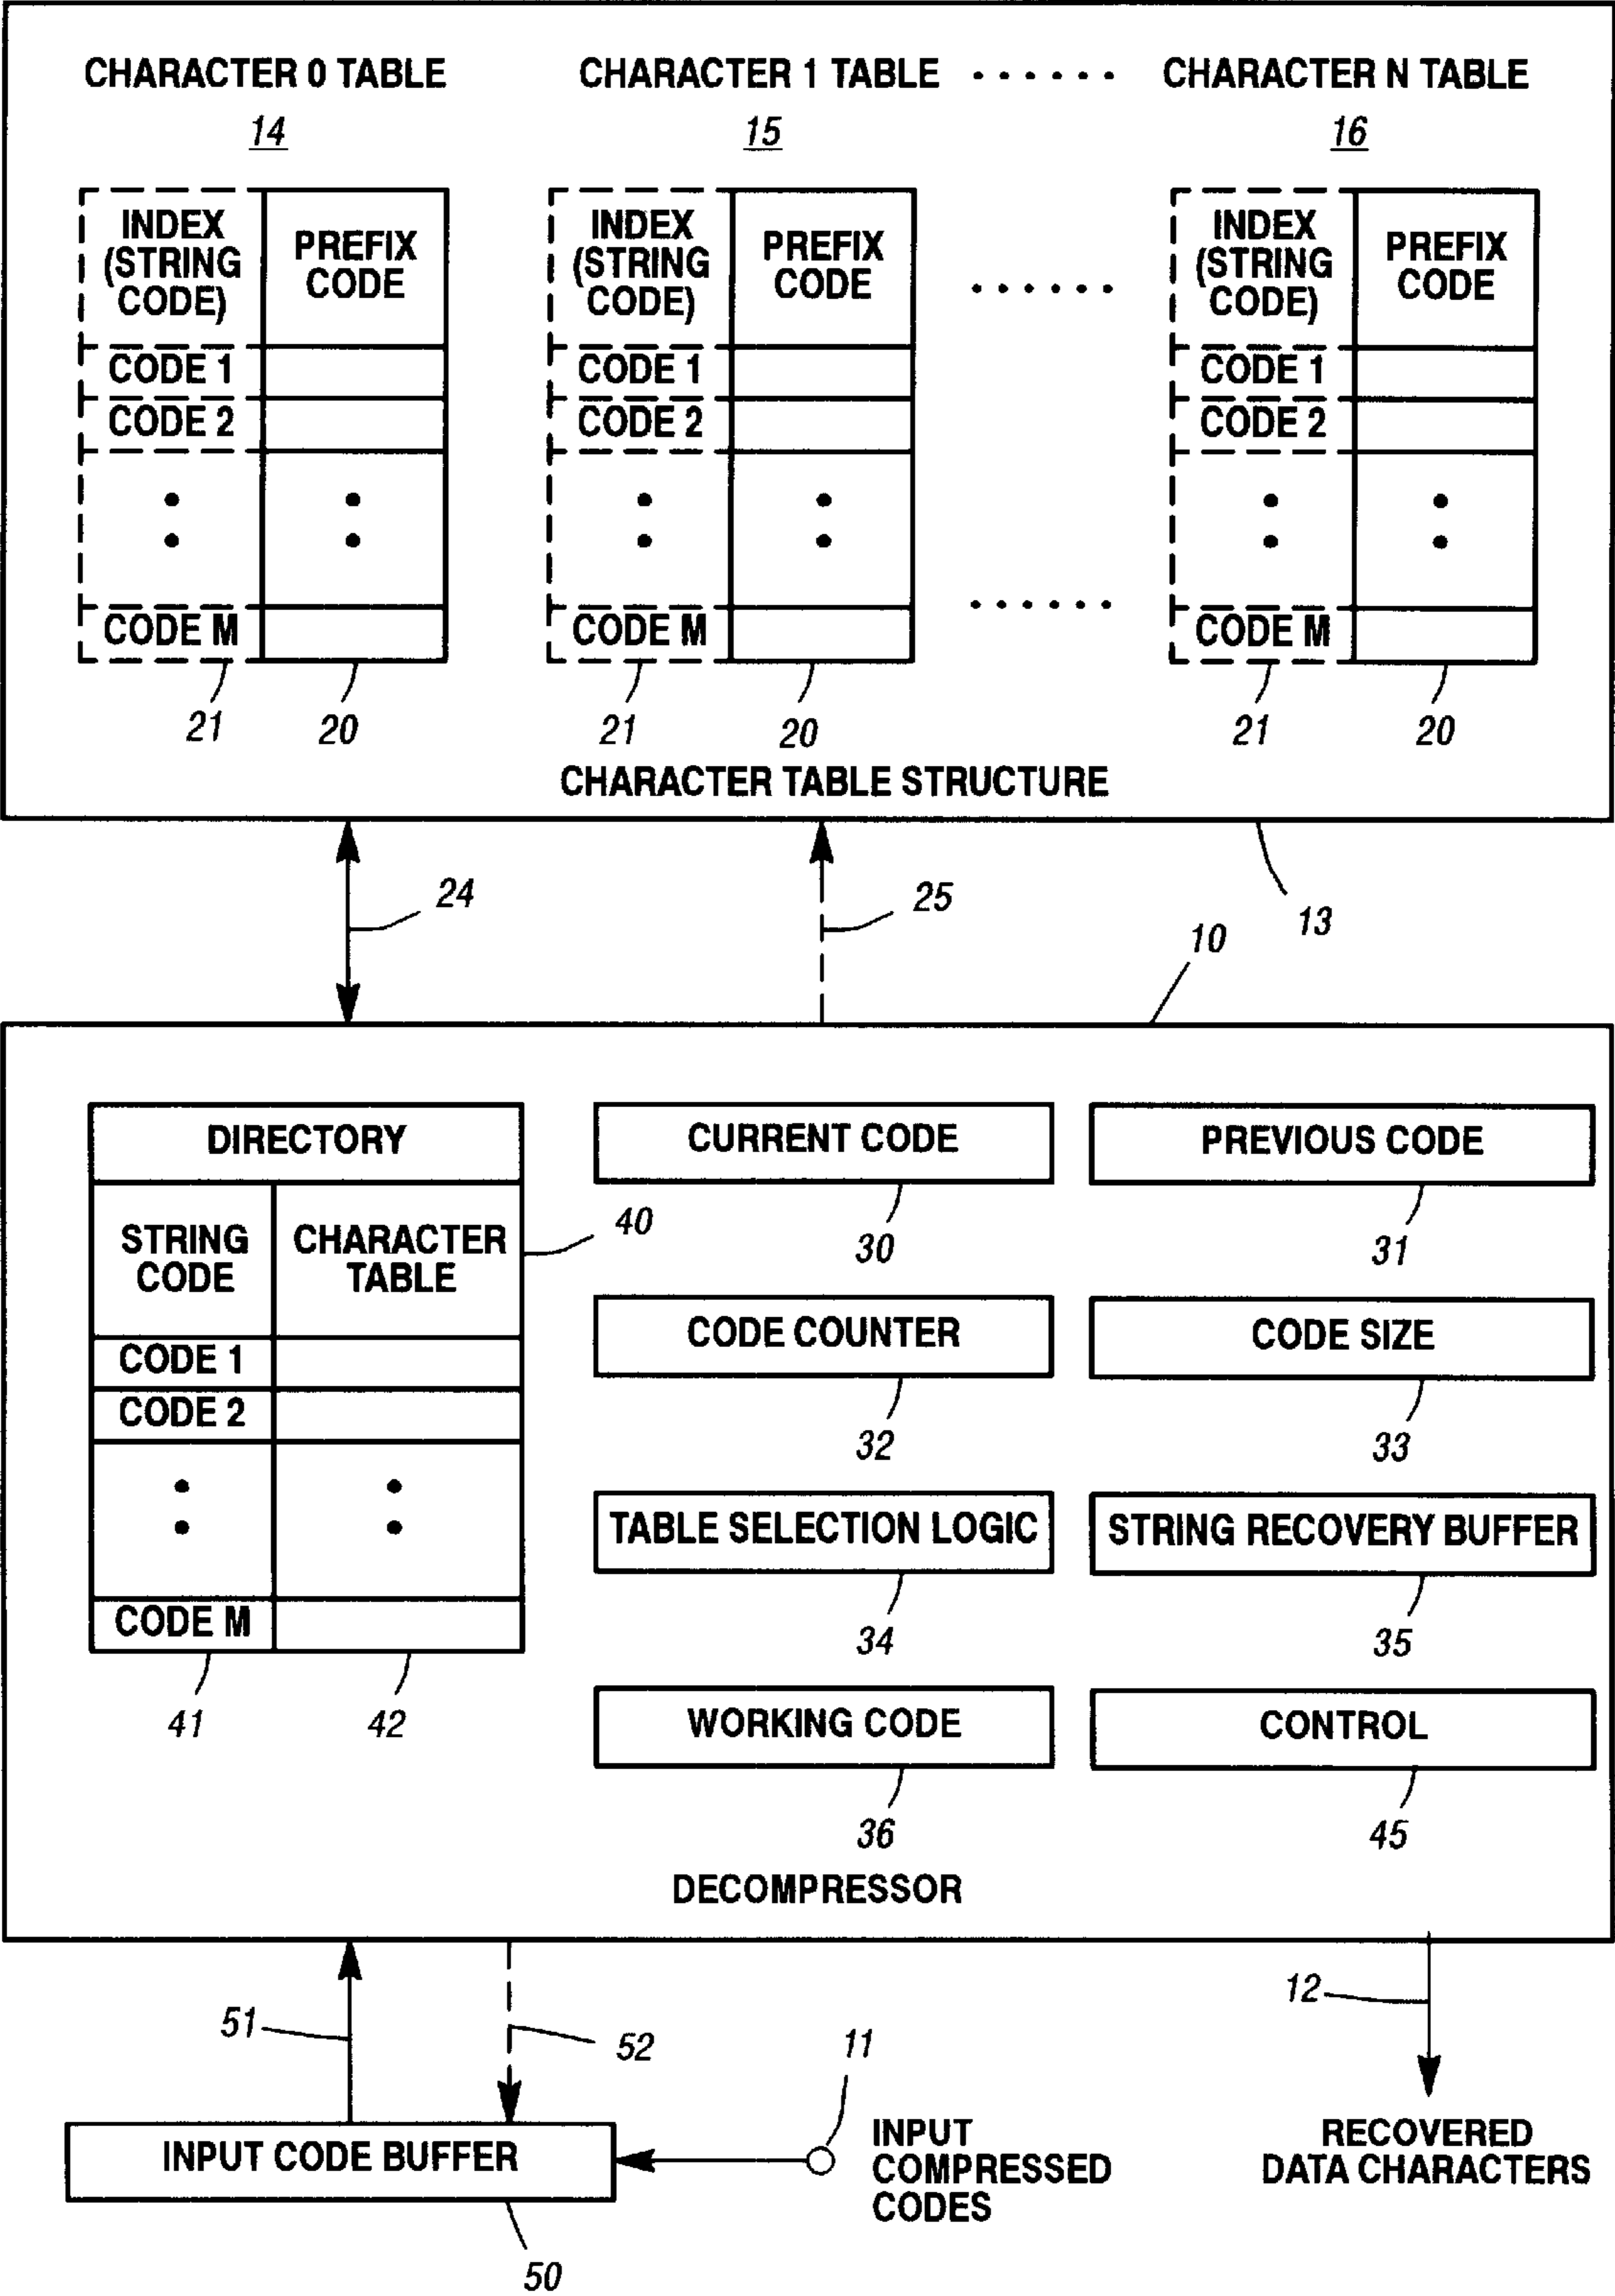 CHARACTER 0 TABLE CHARACTER 1 TABLE ...... CHARACTER N TABLE
14 15 16
INDEX (STRING CODE) PREFIX CODE INDEX (STRING CODE) PREFIX CODE ...... INDEX (STRING CODE) PREFIX CODE
CODE 1 CODE 1 CODE 1
CODE 2 CODE 2 CODE 2
CODE M CODE M ...... CODE M
21 20 21 20 21 20
CHARACTER TABLE STRUCTURE
24 25 13
10
DIRECTORY CURRENT CODE PREVIOUS CODE
STRING CODE CHARACTER TABLE 40 30 31
CODE 1 CODE COUNTER CODE SIZE
CODE 2 32 33
TABLE SELECTION LOGIC STRING RECOVERY BUFFER
CODE M 34 35
41 42 WORKING CODE CONTROL
36 45
DECOMPRESSOR
51 52 11 12
INPUT CODE BUFFER
50
INPUT
COMPRESSED
CODES
RECOVERED
DATA CHARACTERS